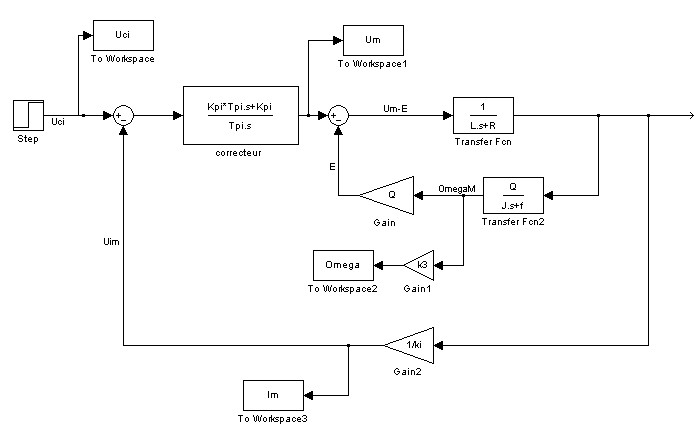 Uci
To Workspace
Um
To Workspace1
Step
Uci
+
−
Kpi*Tpi.s+Kpi
Tpi.s
correcteur
+
−
Um-E
1
L.s+R
Transfer Fcn
E
Q
Gain
OmegaM
Q
J.s+f
Transfer Fcn2
Uim
Omega
To Workspace2
k3
Gain1
1/ki
Gain2
Im
To Workspace3